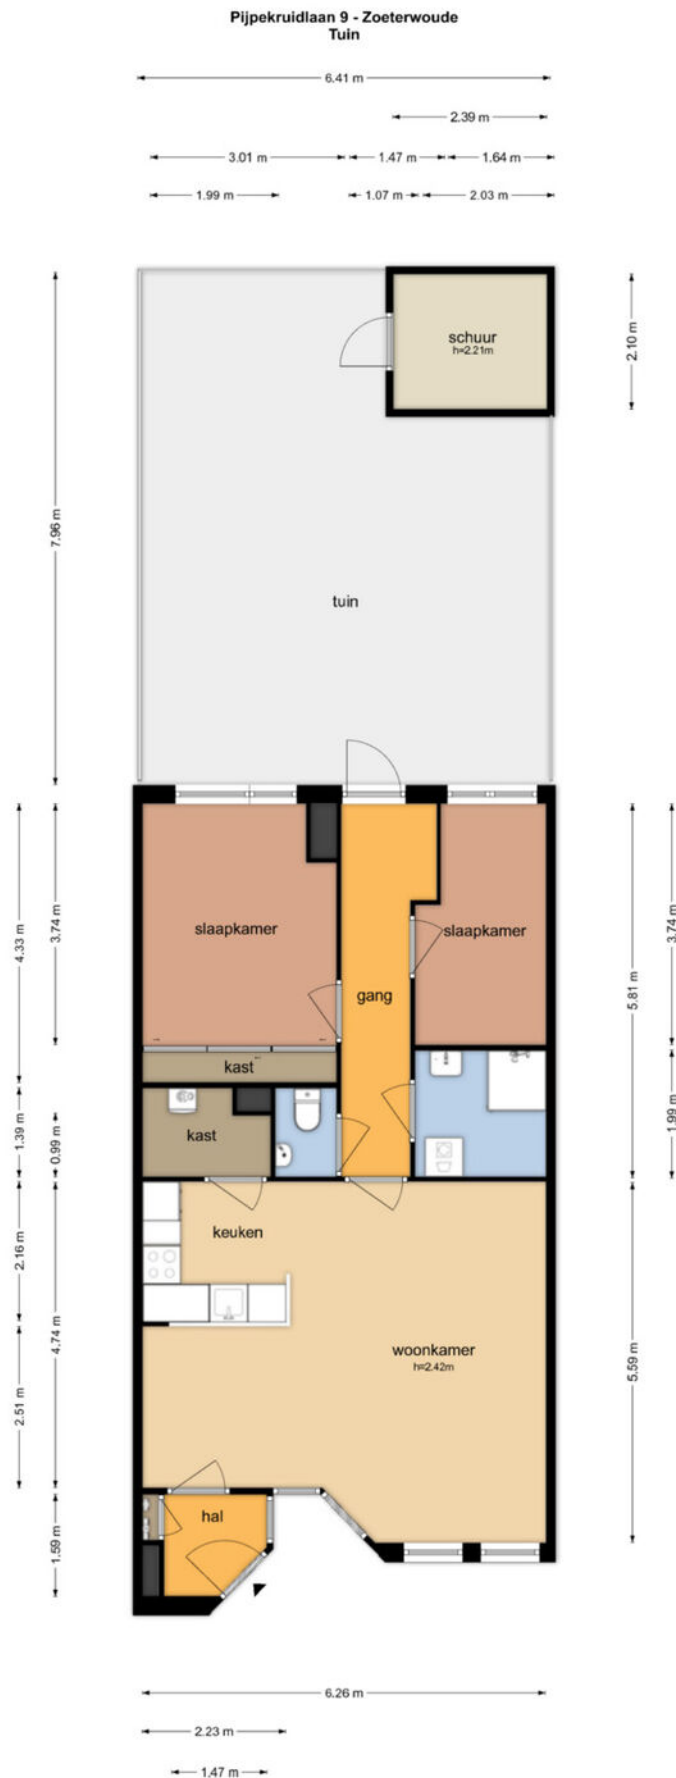 Pijpekruidlaan 9 - Zoeterwoude
Tuin
6.41 m
2.39 m
3.01 m
1.47 m
1.64 m
1.99 m
1.07 m
2.03 m
schuur
h=2.21m
2.10 m
7.96 m
tuin
slaapkamer
slaapkamer
gang
kast
kast
4.33 m
3.74 m
5.81 m
3.74 m
1.39 m
0.99 m
1.99 m
keuken
woonkamer
h=2.42m
2.16 m
4.74 m
2.51 m
5.59 m
hal
1.59 m
6.26 m
2.23 m
1.47 m